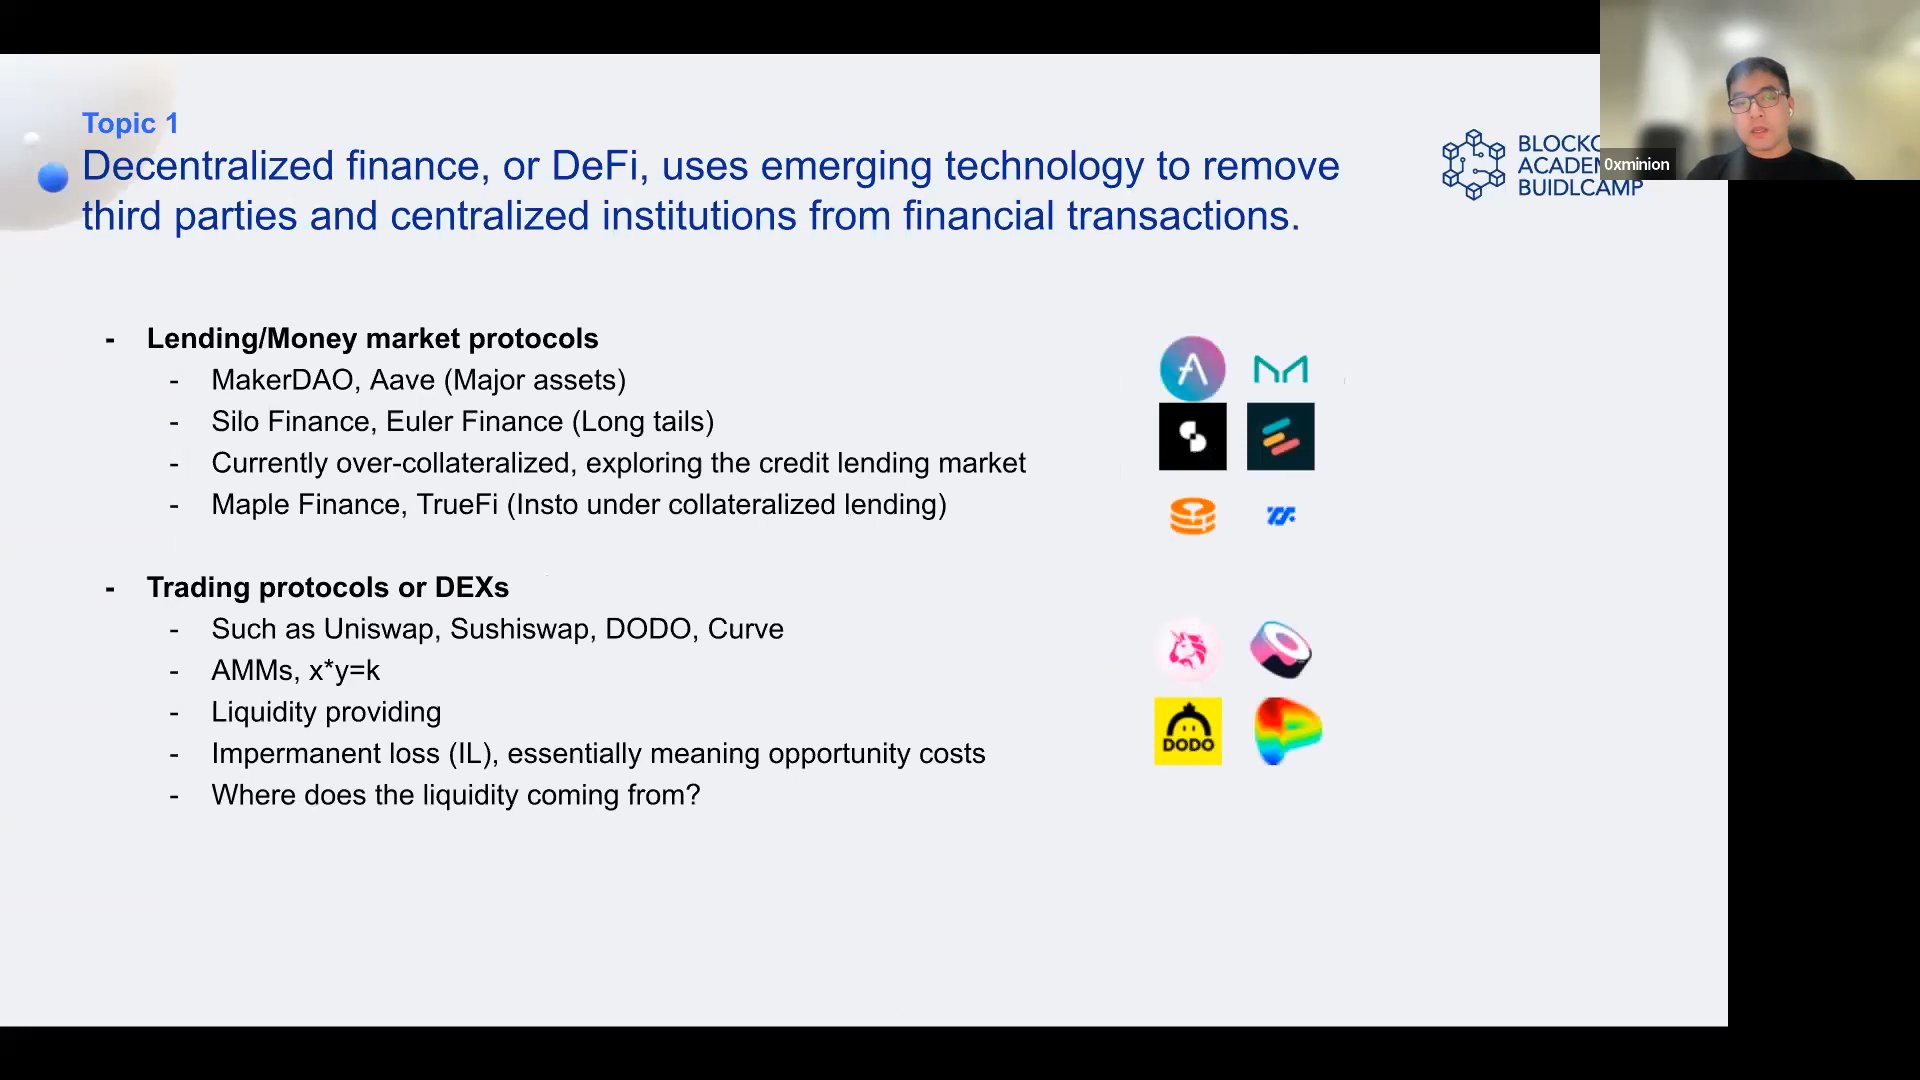 Topic 1
Decentralized finance, or DeFi, uses emerging technology to remove
third parties and centralized institutions from financial transactions.
BUIDLCAMP
0xminion
- Lending/Money market protocols
- MakerDAO, Aave (Major assets)
- Silo Finance, Euler Finance (Long tails)
- Currently over-collateralized, exploring the credit lending market
- Maple Finance, TrueFi (Insto under collateralized lending)
- Trading protocols or DEXs
- Such as Uniswap, Sushiswap, DODO, Curve
- AMMs, x*y=k
- Liquidity providing
- Impermanent loss (IL), essentially meaning opportunity costs
- Where does the liquidity coming from?
DODO